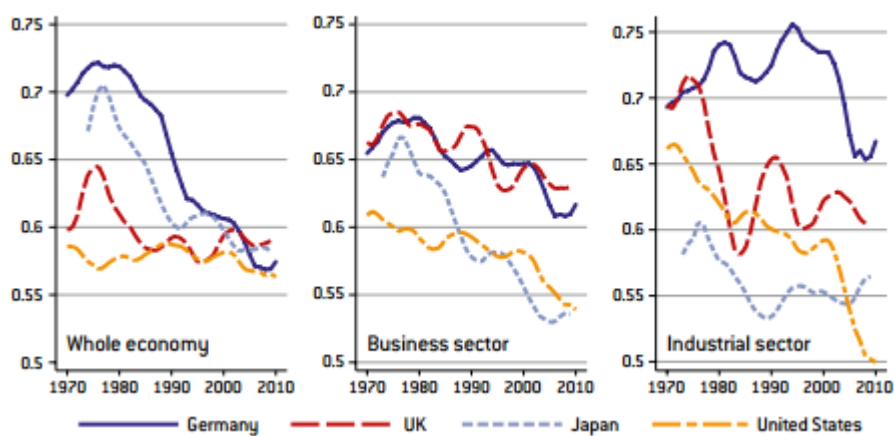 0.75
0.7
0.65
0.6
0.55
0.5
Whole economy
1970 1980 1990 2000 2010
0.75
0.7
0.65
0.6
0.55
0.5
Business sector
1970 1980 1990 2000 2010
0.75
0.7
0.65
0.6
0.55
0.5
Industrial sector
1970 1980 1990 2000 2010
Germany UK Japan United States